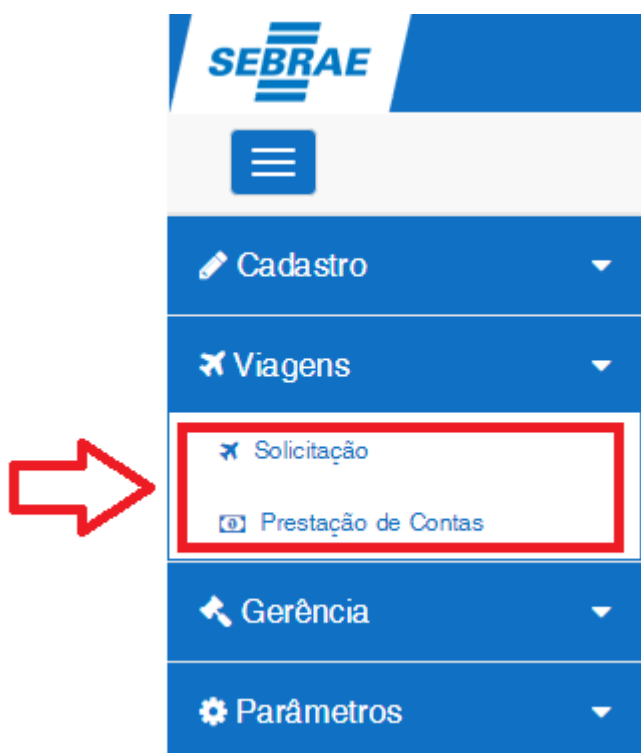 SEBRAE
Cadastro
Viagens
Solicitação
Prestação de Contas
Gerência
Parâmetros